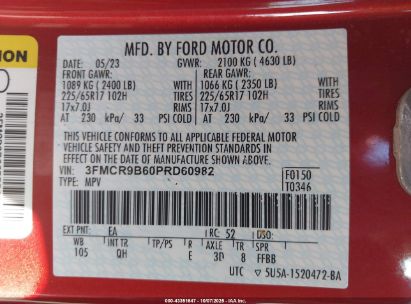 MFD. BY FORD MOTOR CO.
DATE: 05/23 GVWR: 2100 KG ( 4630 LB)
FRONT GAWR: REAR GAWR:
1089 KG ( 2400 LB) 1066 KG ( 2350 LB)
225/65R17 102H TIRES 225/65R17 102H TIRES
17x7.0J RIMS 17x7.0J RIMS
AT 230 kPa/ 33 PSI COLD AT 230 kPa/ 33 PSI COLD
THIS VEHICLE CONFORMS TO ALL APPLICABLE FEDERAL MOTOR
VEHICLE SAFETY AND THEFT PREVENTION STANDARDS IN EFFECT ON THE
DATE OF MANUFACTURE SHOWN ABOVE.
VIN: 3FMCR9B60PRD60982 F0150
TYPE: MPV T0346
EXT PNT: EA RC: 52 DSO:
WB INT TR TP/PS R AXLE TR SPR
105 QH E 3D 8 FFBB
UTC 5U5A-1520472-BA